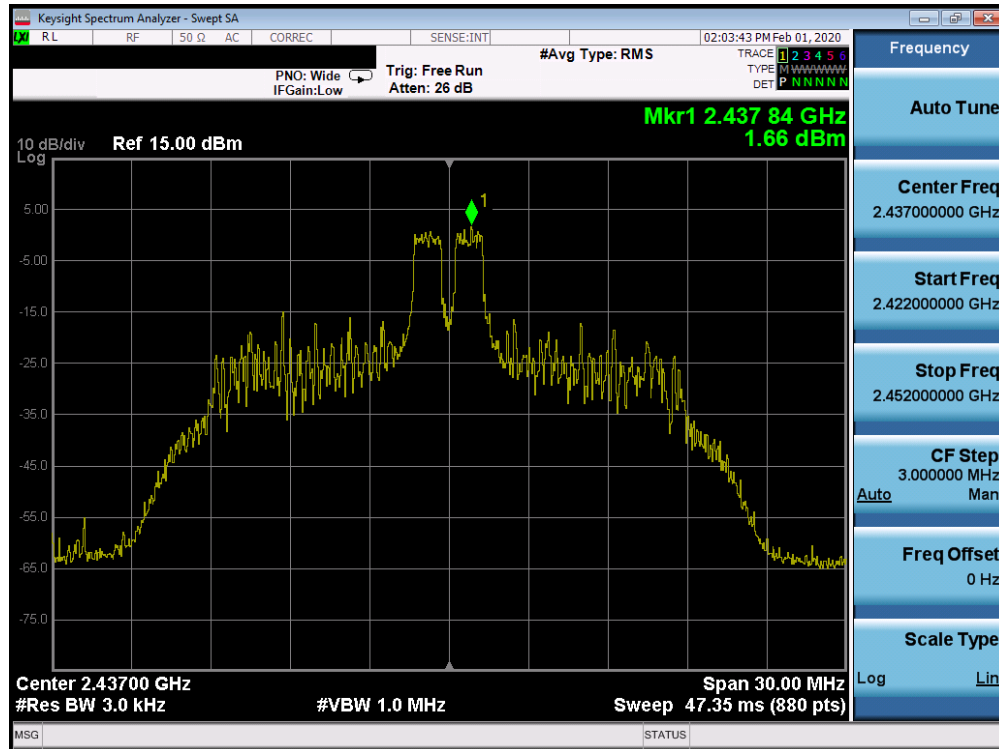 Keysight Spectrum Analyzer - Swept SA
LXI RL RF 50 Ω AC CORREC SENSE:INT 02:03:43 PM Feb 01, 2020
#Avg Type: RMS TRACE 1 2 3 4 5 6
PNO: Wide Trig: Free Run TYPE M WWWWW
IFGain:Low Atten: 26 dB DET P N N N N N
Mkr1 2.437 84 GHz
1.66 dBm
10 dB/div Ref 15.00 dBm
Log
1
5.00
-5.00
-15.0
-25.0
-35.0
-45.0
-55.0
-65.0
-75.0
Center 2.43700 GHz Span 30.00 MHz
#Res BW 3.0 kHz #VBW 1.0 MHz Sweep 47.35 ms (880 pts)
MSG STATUS
Frequency
Auto Tune
Center Freq
2.437000000 GHz
Start Freq
2.422000000 GHz
Stop Freq
2.452000000 GHz
CF Step
3.000000 MHz
Auto Man
Freq Offset
0 Hz
Scale Type
Log Lin